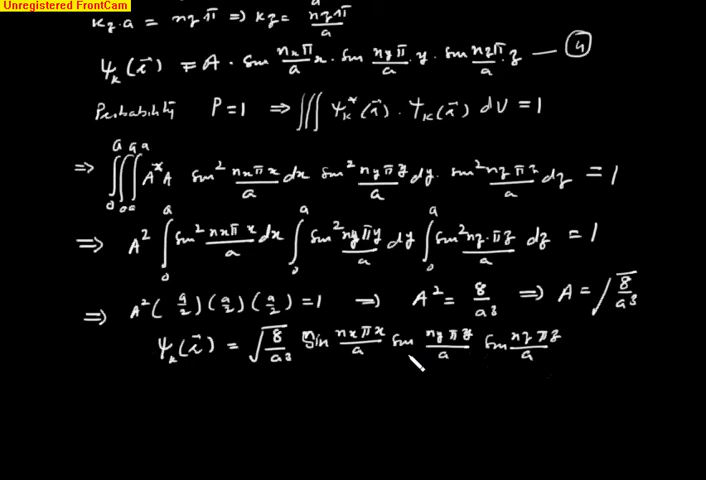 Unregistered FrontCam
Kz·a = nzπ ⇒ Kz = nzπ/a
ψk(r⃗) = A · Sin nxπ/a x · Sin nyπ/a · y · Sin nzπ/a · z — (4)
Probability P=1 ⇒ ∭ ψk*(r⃗) · ψk(r⃗) dV = 1
⇒ ∫₀ᵃ∫₀ᵃ∫₀ᵃ A*A Sin² nxπx/a dx Sin² nyπy/a dy · Sin² nzπz/a dz = 1
⇒ A² ∫₀ᵃ Sin² nxπx/a dx ∫₀ᵃ Sin² nyπy/a dy ∫₀ᵃ Sin² nz·πz/a dz = 1
⇒ A² (a/2)(a/2)(a/2) = 1 ⇒ A² = 8/a3 ⇒ A = √(8/a3)
ψk(r⃗) = √(8/a3) Sin nxπx/a Sin nyπy/a Sin nzπz/a